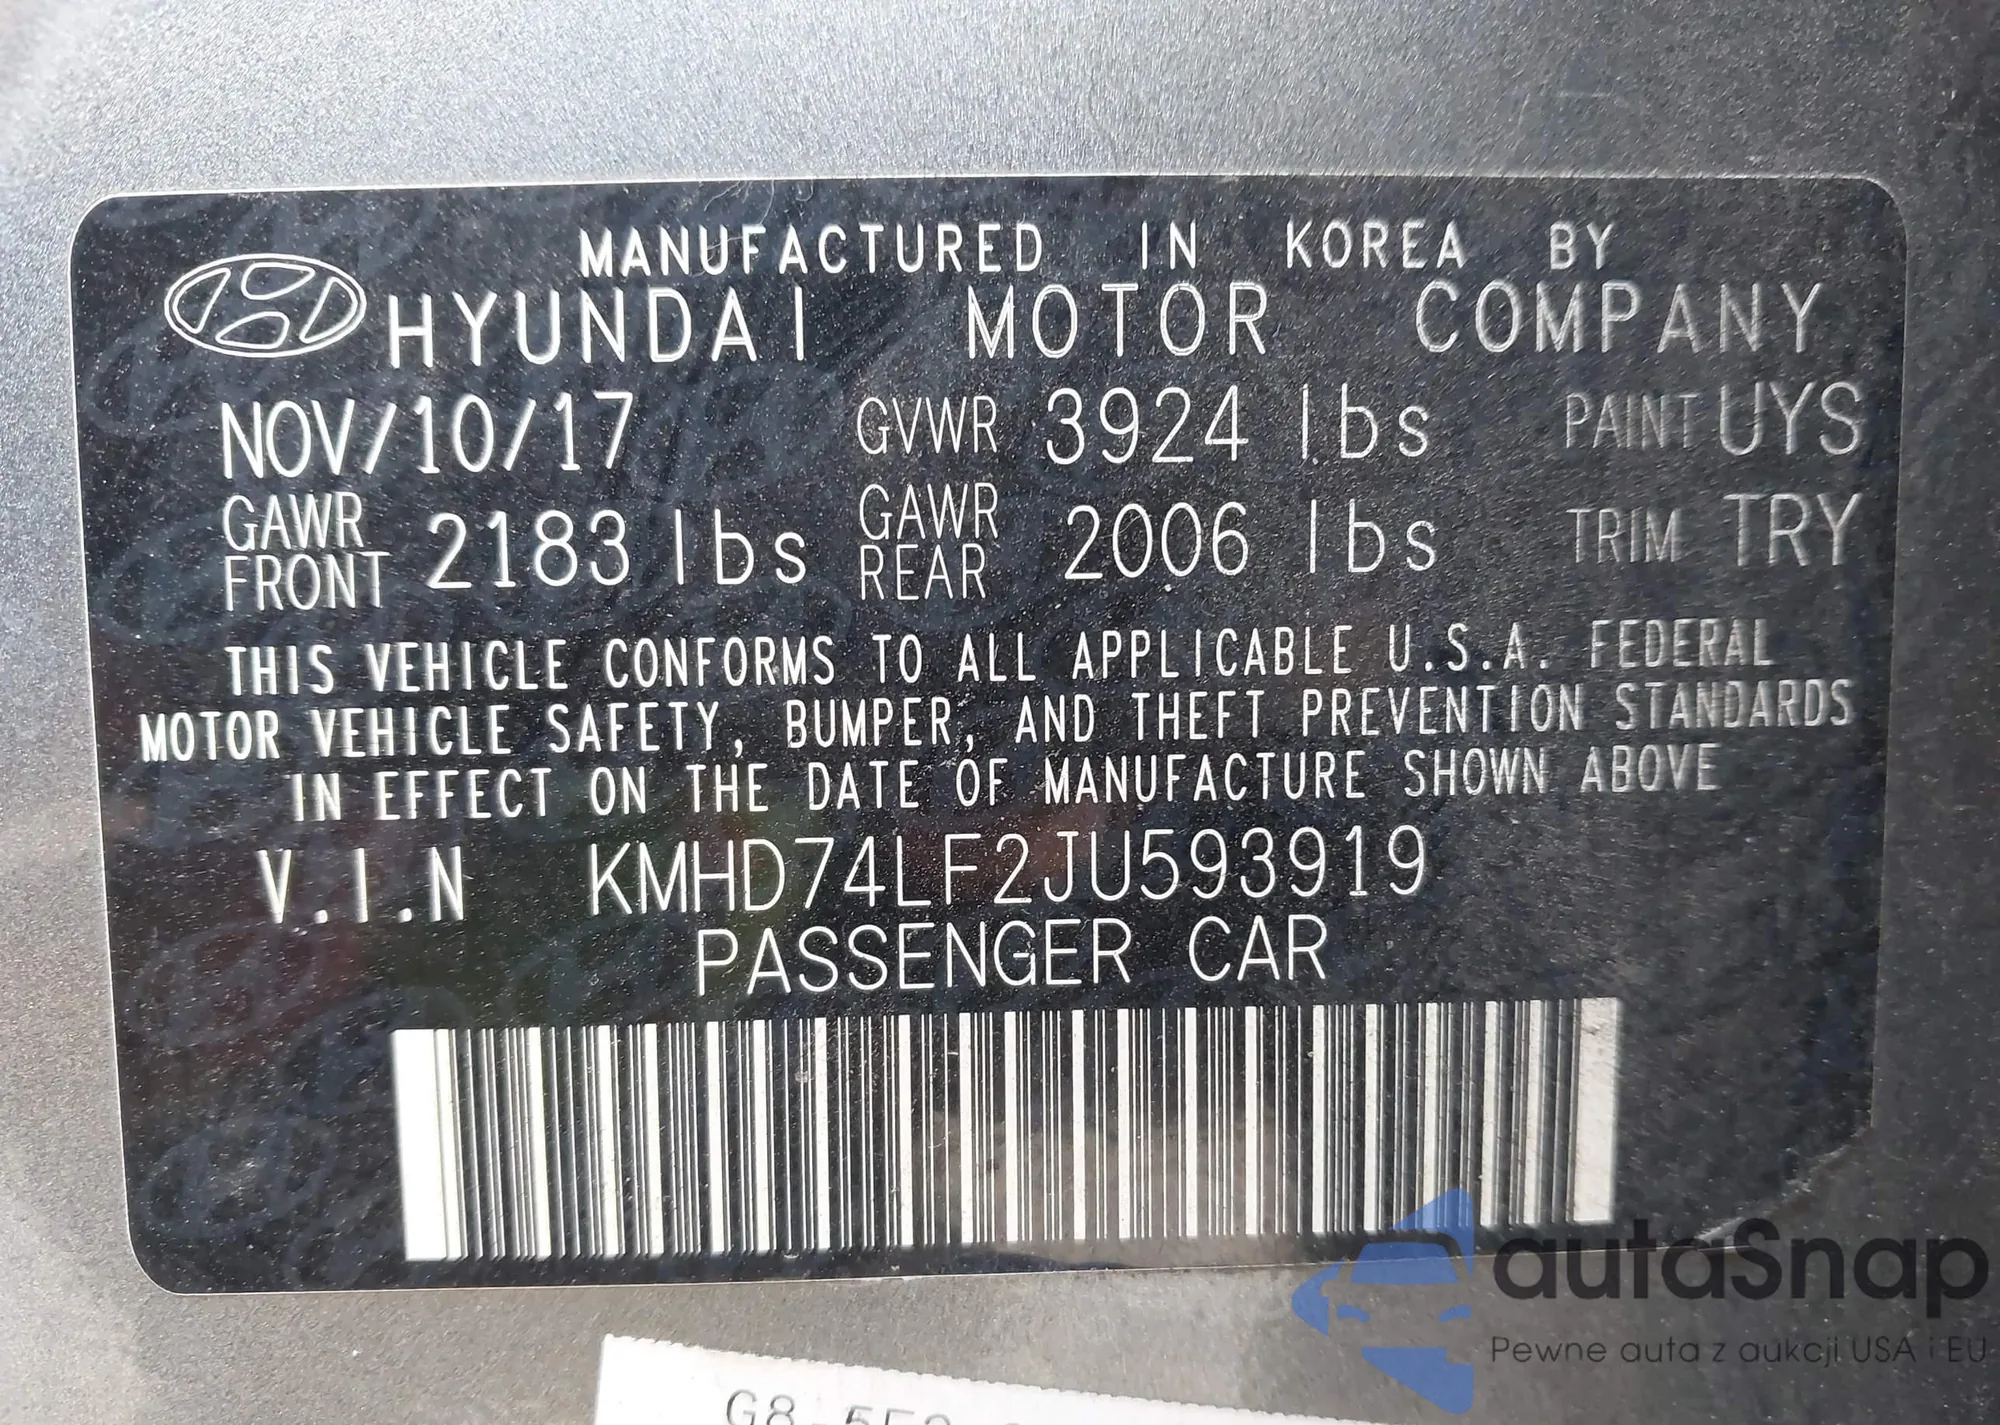 MANUFACTURED IN KOREA BY
HYUNDAI MOTOR COMPANY
NOV/10/17 GVWR 3924 lbs PAINT UYS
GAWR FRONT 2183 lbs GAWR REAR 2006 lbs TRIM TRY
THIS VEHICLE CONFORMS TO ALL APPLICABLE U.S.A. FEDERAL
MOTOR VEHICLE SAFETY, BUMPER, AND THEFT PREVENTION STANDARDS
IN EFFECT ON THE DATE OF MANUFACTURE SHOWN ABOVE
V.I.N KMHD74LF2JU593919
PASSENGER CAR
autaSnap
Pewne auta z aukcji USA i EU